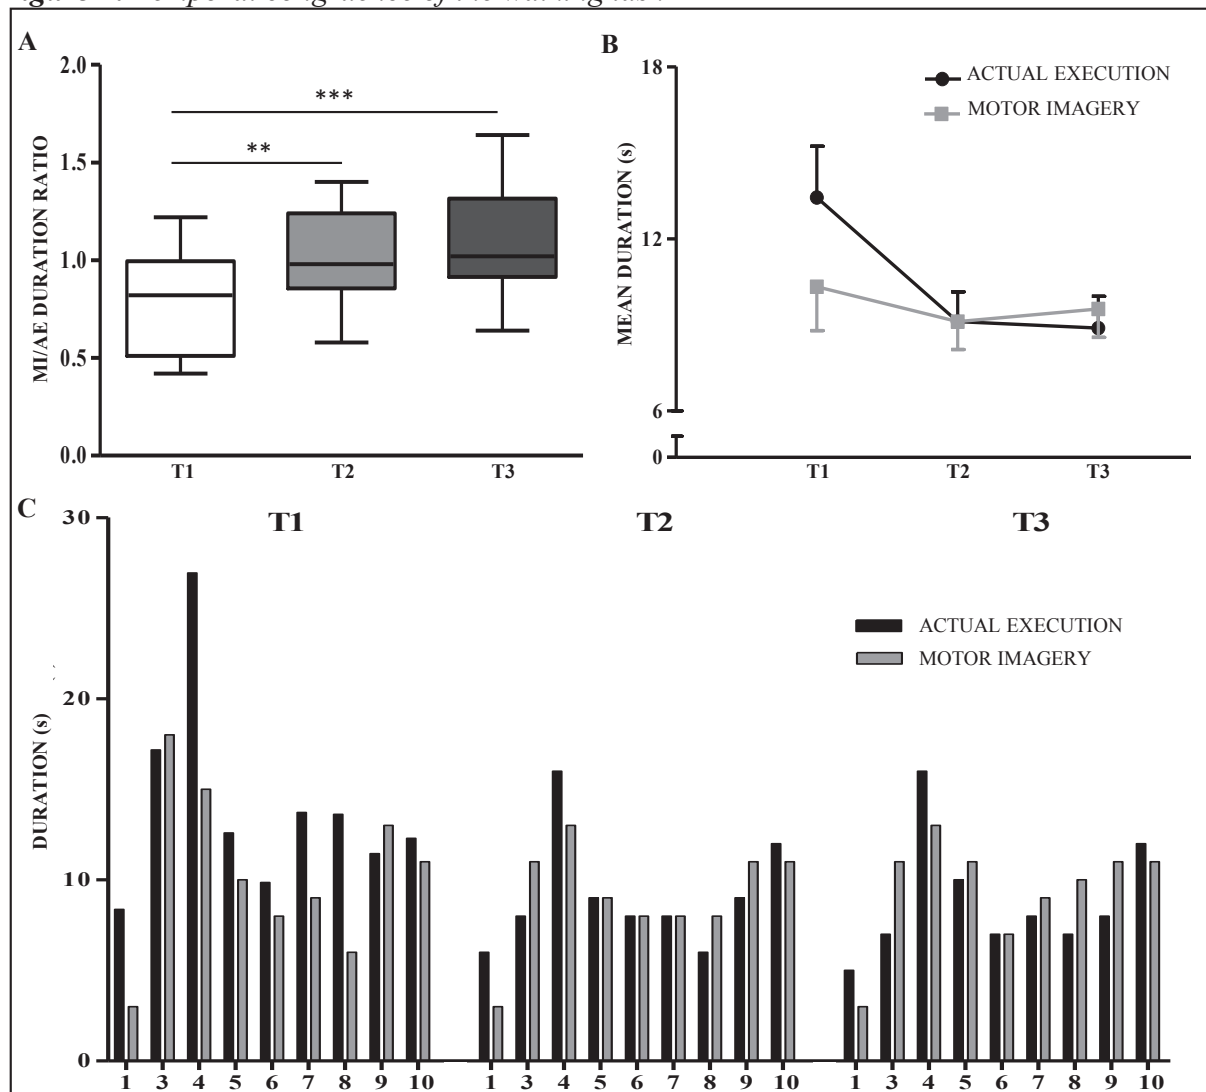 A
2.0
1.5
1.0
0.5
0.0
MI/AE DURATION RATIO
***
**
T1 T2 T3
B
18
12
6
0
MEAN DURATION (s)
ACTUAL EXECUTION
MOTOR IMAGERY
T1 T2 T3
C
30
20
10
0
DURATION (s)
T1 T2 T3
ACTUAL EXECUTION
MOTOR IMAGERY
1 3 4 5 6 7 8 9 10 1 3 4 5 6 7 8 9 10 1 3 4 5 6 7 8 9 10